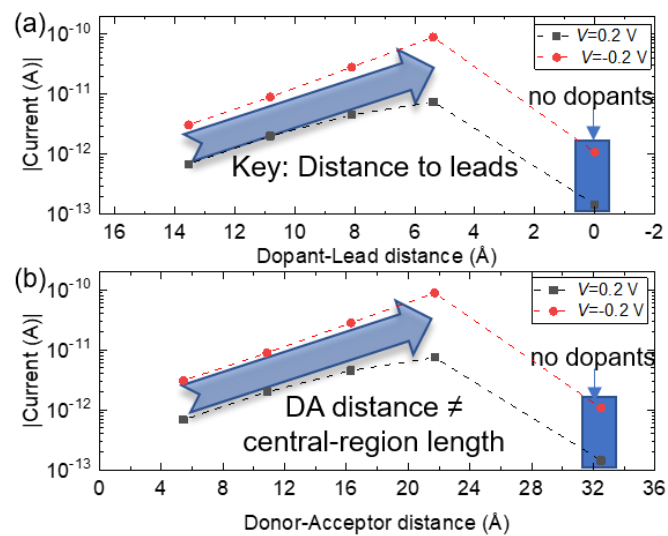 (a)
|Current (A)|
10⁻¹⁰
10⁻¹¹
10⁻¹²
10⁻¹³
V=0.2 V
V=-0.2 V
no dopants
Key: Distance to leads
16 14 12 10 8 6 4 2 0 -2
Dopant-Lead distance (Å)
(b)
|Current (A)|
10⁻¹⁰
10⁻¹¹
10⁻¹²
10⁻¹³
V=0.2 V
V=-0.2 V
no dopants
DA distance ≠
central-region length
0 4 8 12 16 20 24 28 32 36
Donor-Acceptor distance (Å)